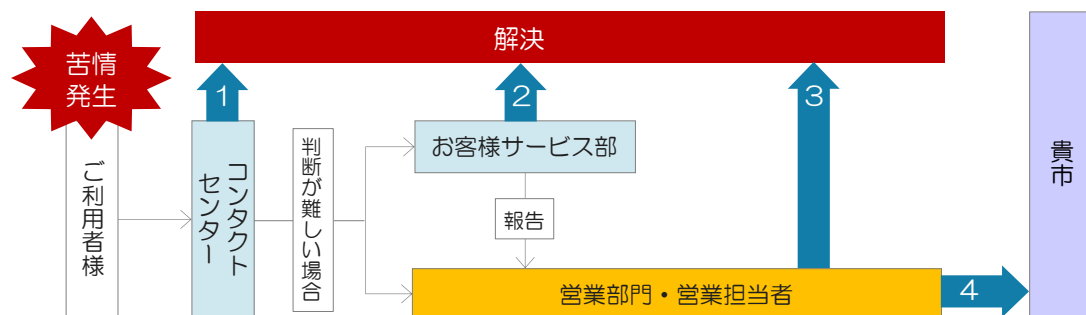 苦情
発生
ご利用者様
解決
1
2
3
コンタクト
センター
判断が難しい場合
お客様サービス部
報告
営業部門・営業担当者
4
貴市